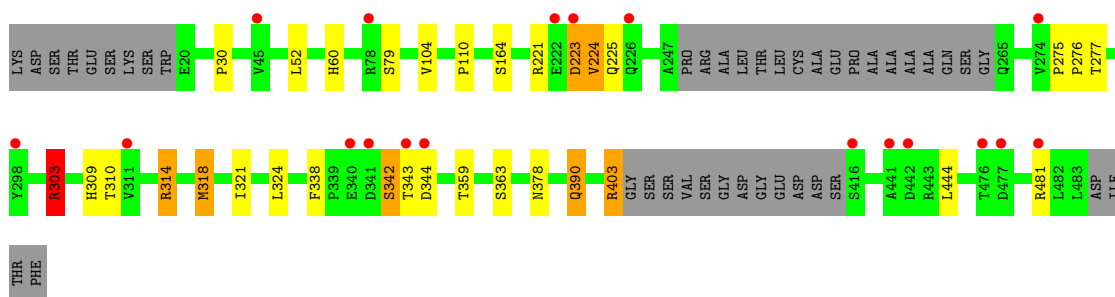 LYS ASP SER THR GLU SER LYS SER TRP E20 P30 V45 L52 H60 R78 S79 V104 P110 S164 R221 E222 D223 V224 Q225 Q226 A247 PRO ARG ALA LEU THR LEU CYS ALA GLU PRO ALA ALA ALA ALA GLN SER GLY Q265 V274 P275 P276 T277
Y298 R303 H309 T310 V311 R314 M318 I321 L324 F338 P339 E340 D341 S342 T343 D344 T359 S363 N378 Q390 R403 GLY SER SER VAL SER GLY ASP GLY GLU ASP ASP SER S416 A441 D442 R443 L444 T476 D477 R481 L482 L483 ASP ILE
THR PHE